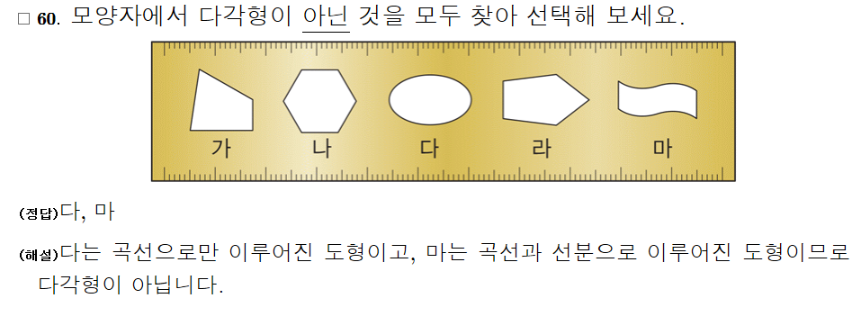 □ 60. 모양자에서 다각형이 아닌 것을 모두 찾아 선택해 보세요.
가 나 다 라 마
(정답)다, 마
(해설)다는 곡선으로만 이루어진 도형이고, 마는 곡선과 선분으로 이루어진 도형이므로
다각형이 아닙니다.